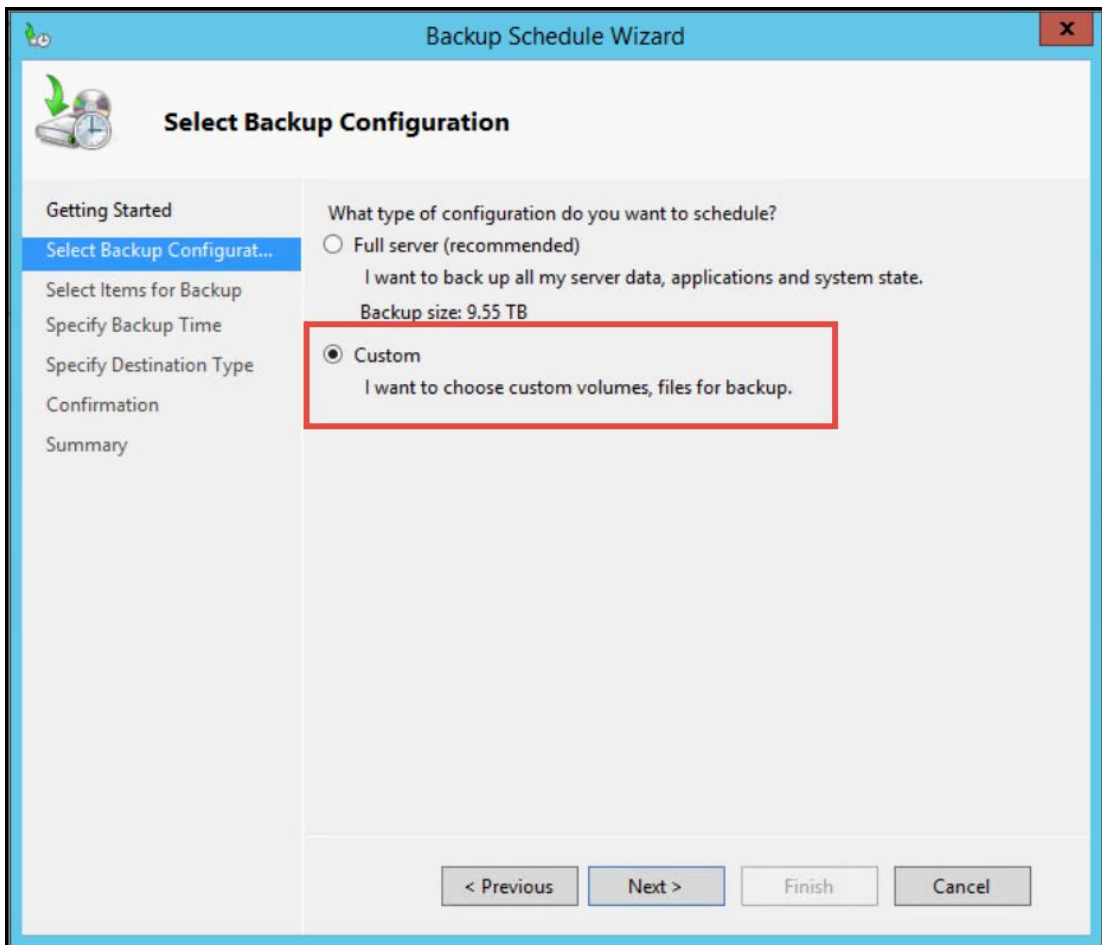 Backup Schedule Wizard
x
Select Backup Configuration
Getting Started
Select Backup Configurat...
Select Items for Backup
Specify Backup Time
Specify Destination Type
Confirmation
Summary
What type of configuration do you want to schedule?
Full server (recommended)
I want to back up all my server data, applications and system state.
Backup size: 9.55 TB
Custom
I want to choose custom volumes, files for backup.
< Previous
Next >
Finish
Cancel